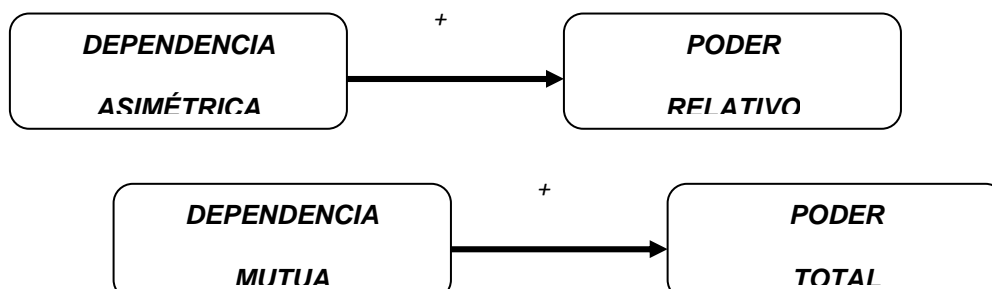 +
DEPENDENCIA
ASIMÉTRICA
PODER
RELATIVO
+
DEPENDENCIA
MUTUA
PODER
TOTAL